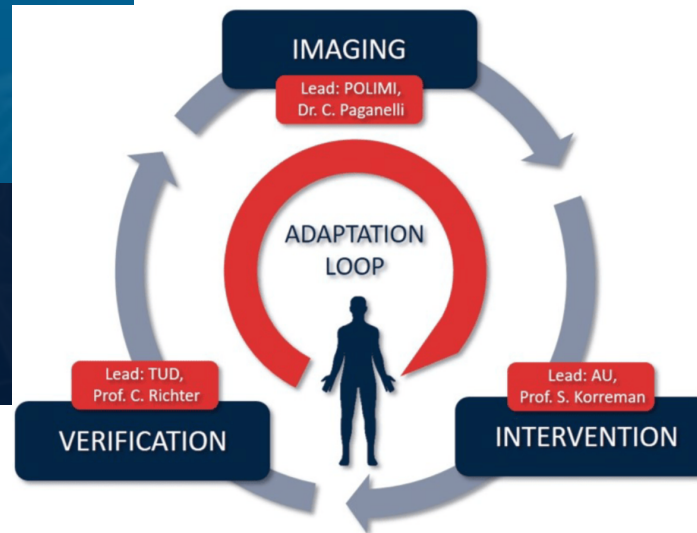 IMAGING
Lead: POLIMI,
Dr. C. Paganelli
ADAPTATION
LOOP
Lead: TUD,
Prof. C. Richter
VERIFICATION
Lead: AU,
Prof. S. Korreman
INTERVENTION